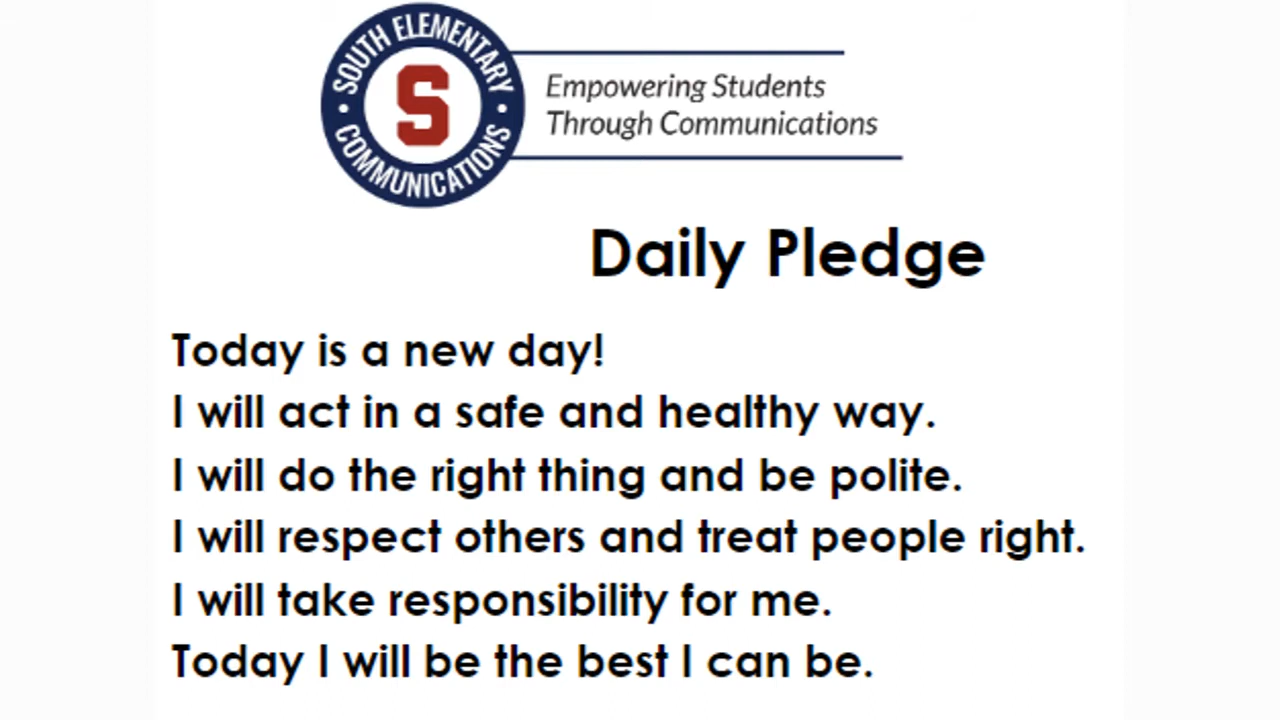 SOUTH ELEMENTARY
S
COMMUNICATIONS
Empowering Students
Through Communications
Daily Pledge
Today is a new day!
I will act in a safe and healthy way.
I will do the right thing and be polite.
I will respect others and treat people right.
I will take responsibility for me.
Today I will be the best I can be.